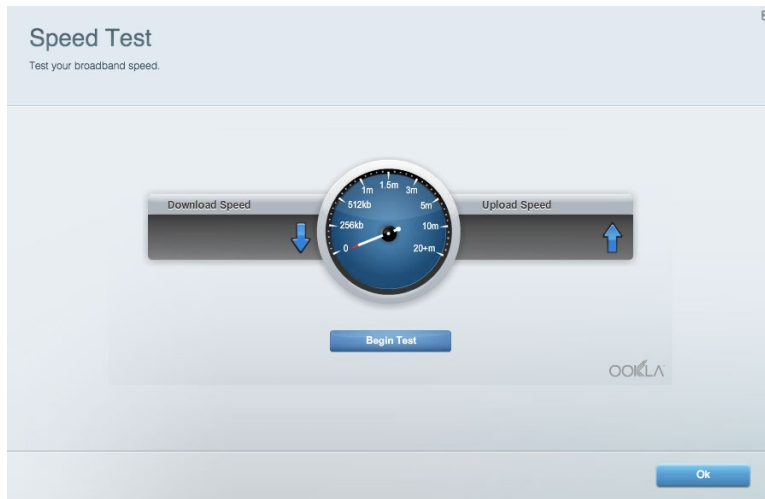 Speed Test
Test your broadband speed.
Download Speed
Upload Speed
0
256kb
512kb
1m
1.5m
3m
5m
10m
20+m
Begin Test
OOKLA
Ok